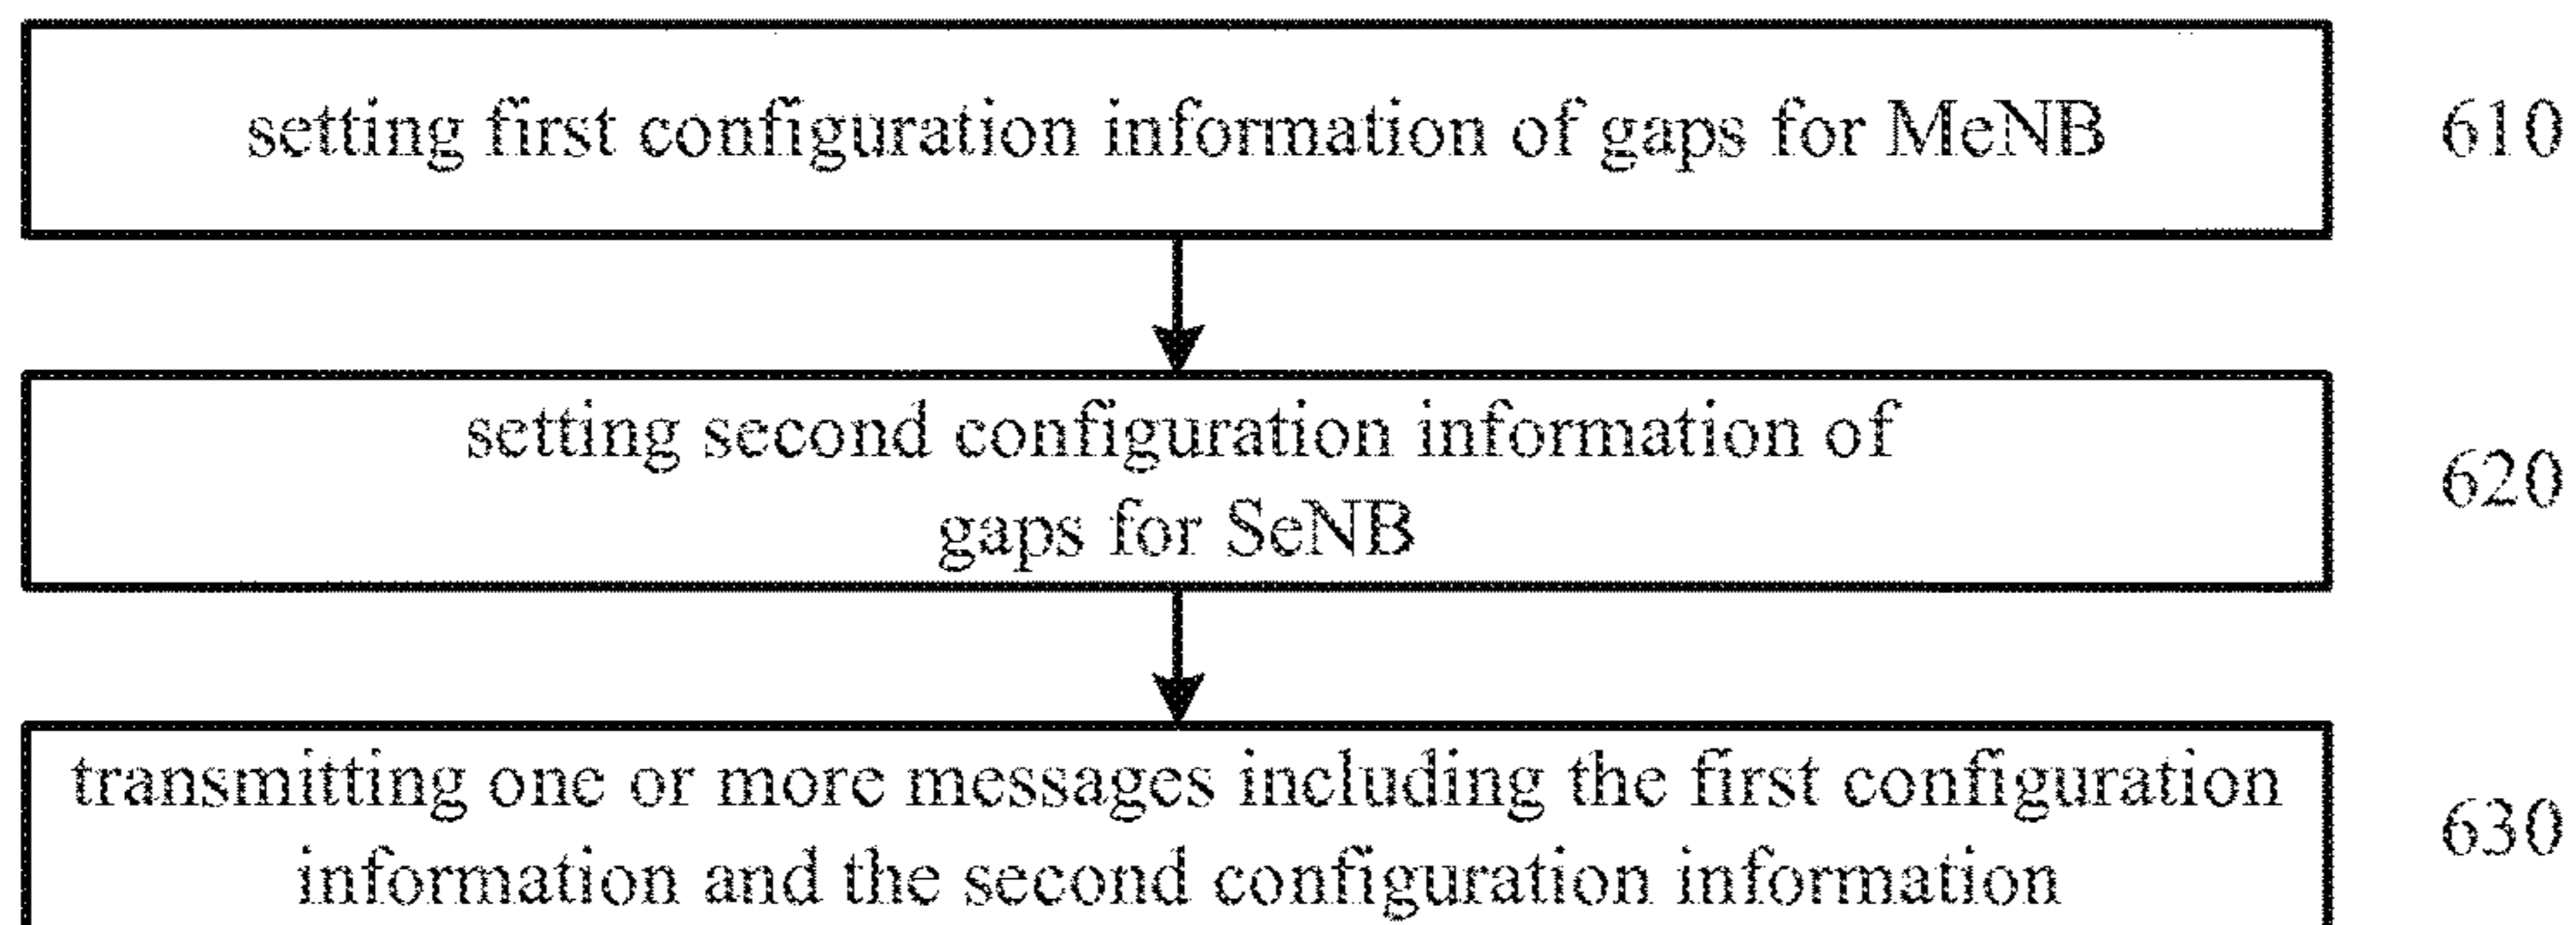 setting first configuration information of gaps for MeNB
610
setting second configuration information of
gaps for SeNB
620
transmitting one or more messages including the first configuration
information and the second configuration information
630